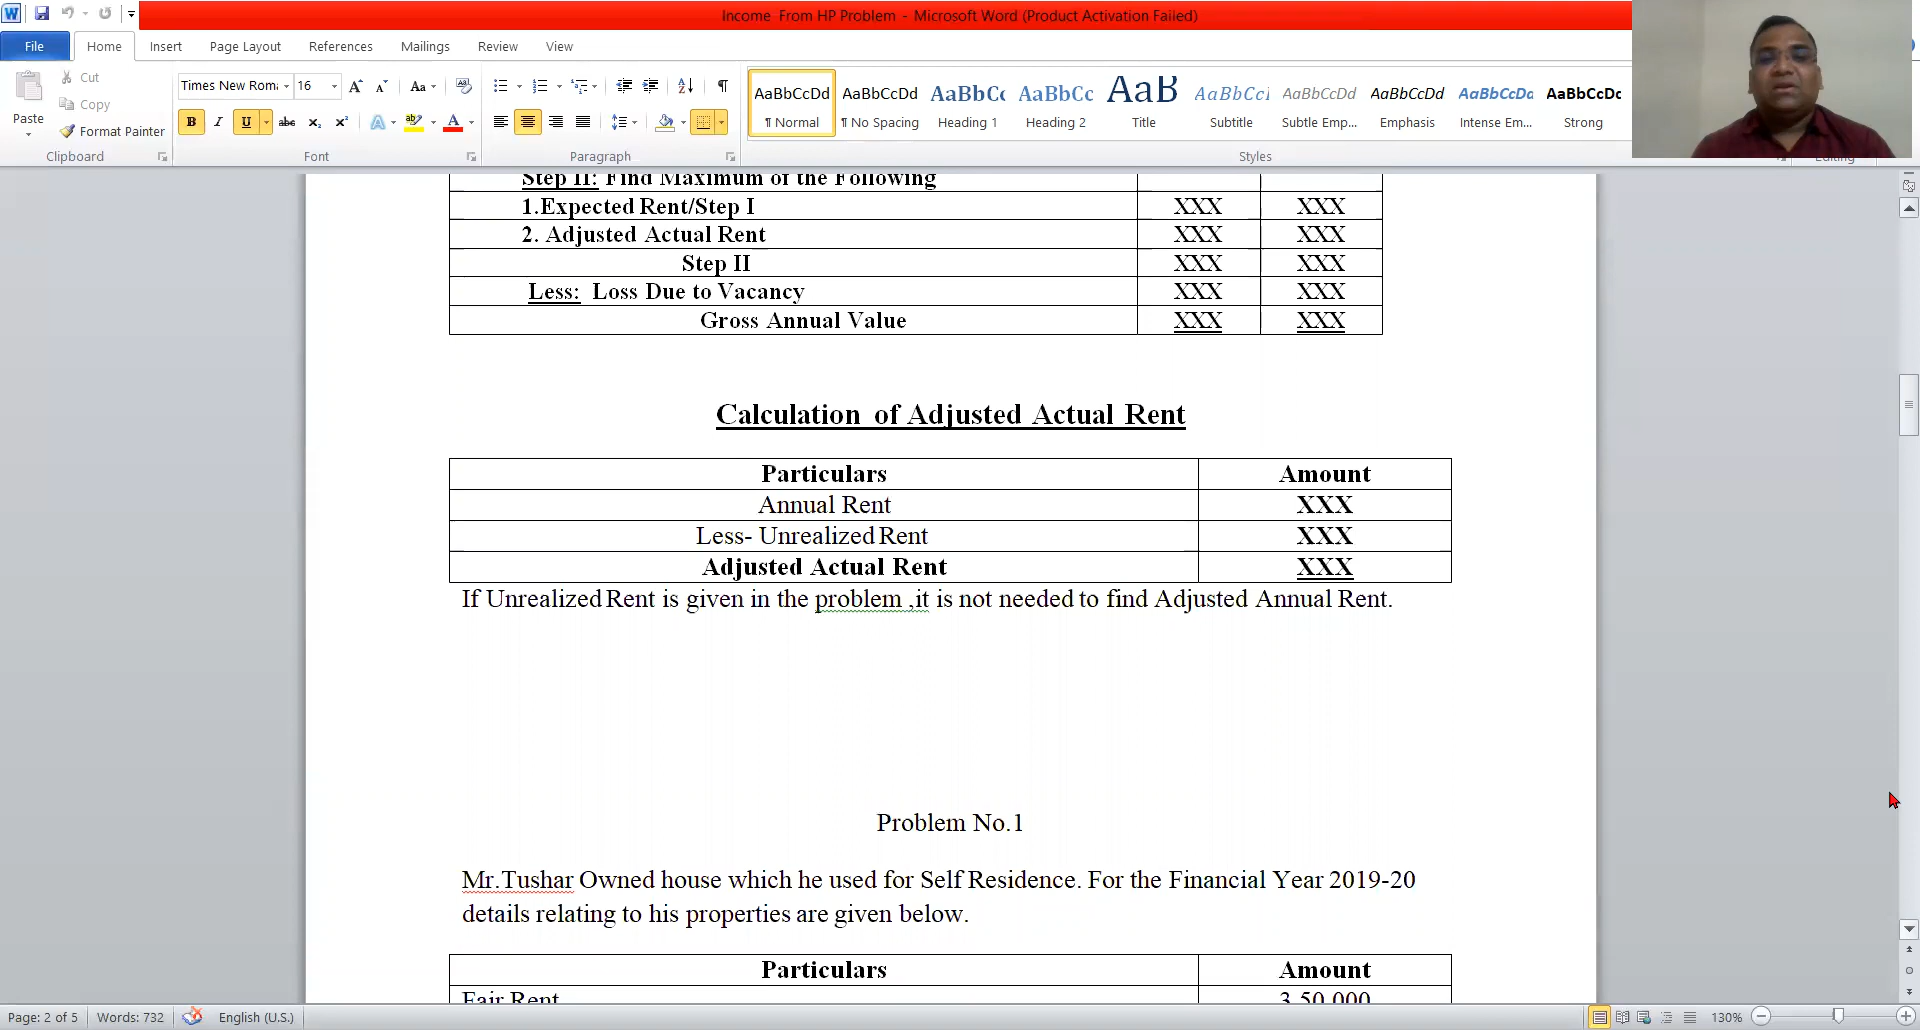 Income From HP Problem - Microsoft Word (Product Activation Failed)
File Home Insert Page Layout References Mailings Review View
Paste
Cut
Copy
Format Painter
Clipboard
Times New Rom: 16
Font
Paragraph
AaBbCcDd AaBbCcDd AaBbCc AaBbCc AaB AaBbCcI AaBbCcDd AaBbCcDd AaBbCcDd AaBbCcDc
¶ Normal ¶ No Spacing Heading 1 Heading 2 Title Subtitle Subtle Emp... Emphasis Intense Em... Strong
Styles
Step II: Find Maximum of the Following
1.Expected Rent/Step I XXX XXX
2. Adjusted Actual Rent XXX XXX
Step II XXX XXX
Less: Loss Due to Vacancy XXX XXX
Gross Annual Value XXX XXX
Calculation of Adjusted Actual Rent
Particulars Amount
Annual Rent XXX
Less- Unrealized Rent XXX
Adjusted Actual Rent XXX
If Unrealized Rent is given in the problem ,it is not needed to find Adjusted Annual Rent.
Problem No.1
Mr.Tushar Owned house which he used for Self Residence. For the Financial Year 2019-20
details relating to his properties are given below.
Particulars Amount
Fair Rent 3,50,000
Page: 2 of 5 Words: 732 English (U.S.) 130%